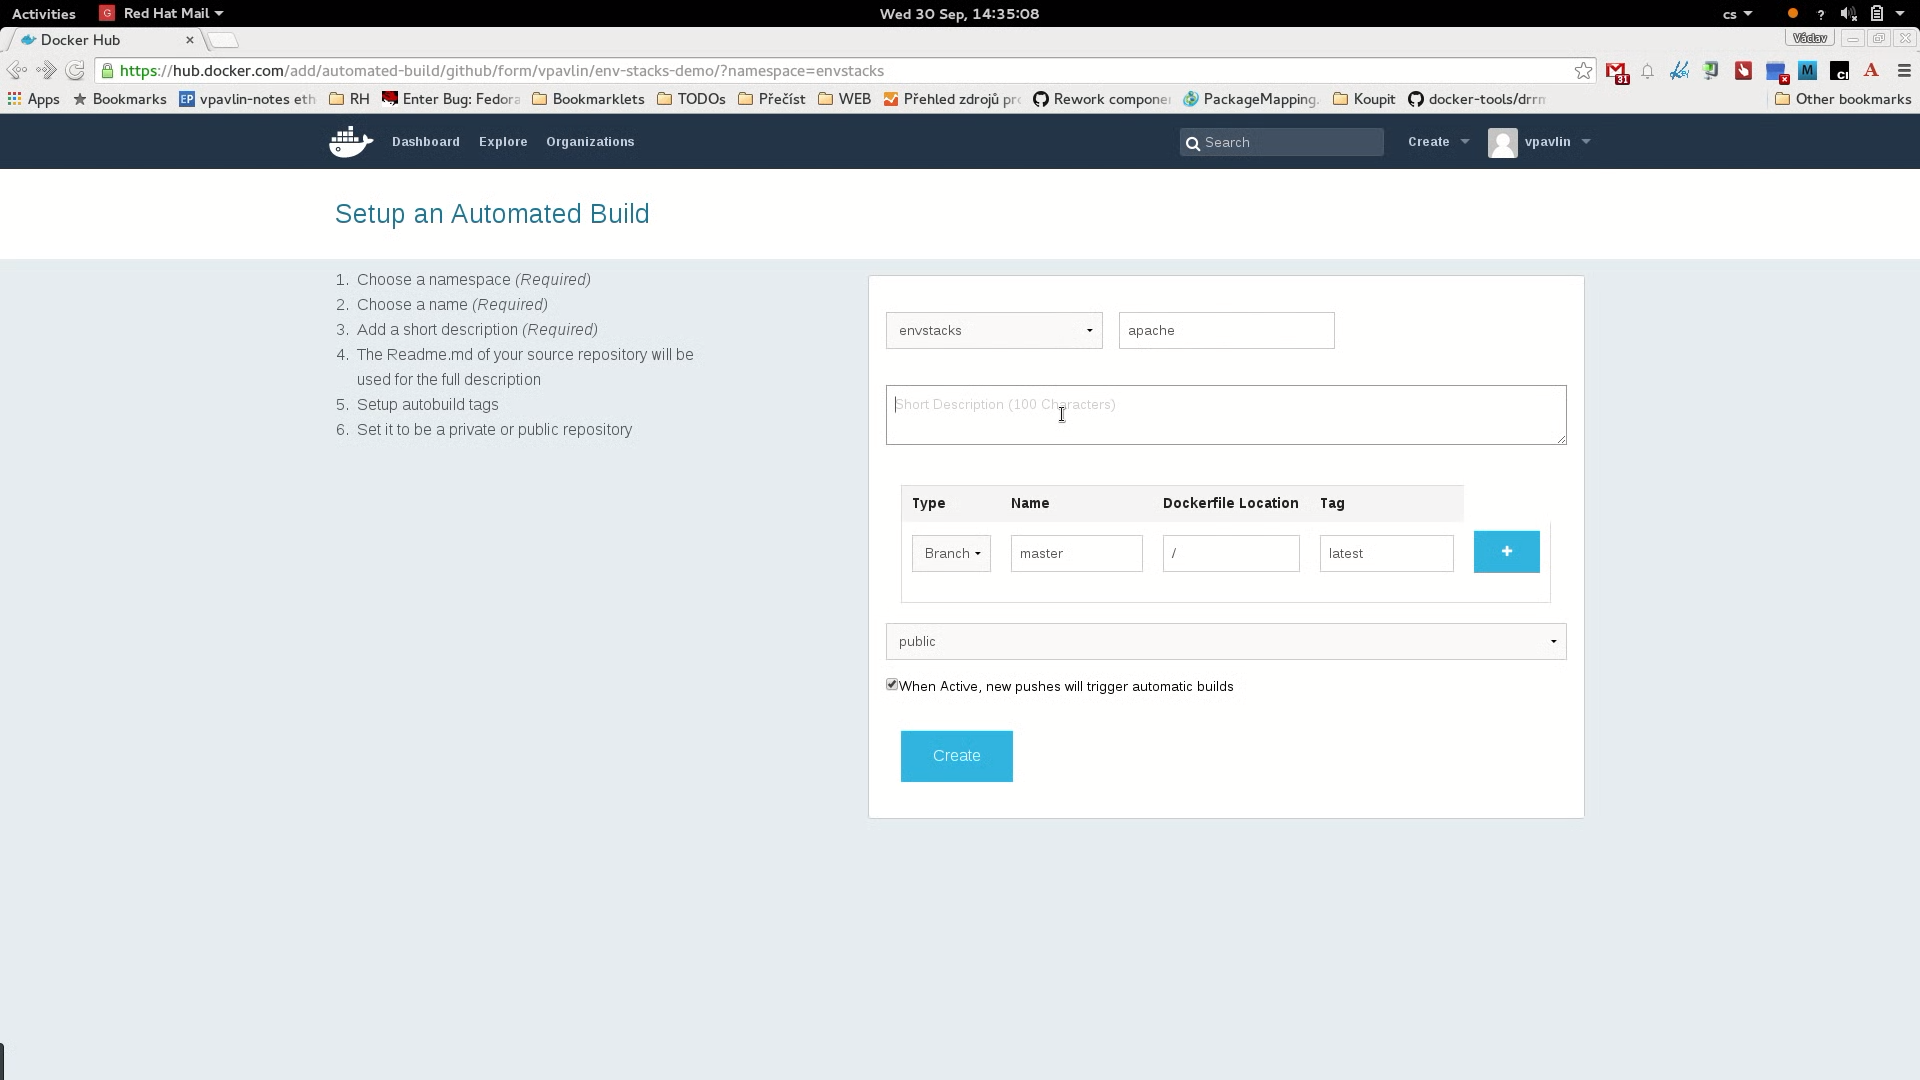 Activities
Red Hat Mail
Wed 30 Sep, 14:35:08
cs
?
Docker Hub
Václav
https://hub.docker.com/add/automated-build/github/form/vpavlin/env-stacks-demo/?namespace=envstacks
31
M
A
Apps
Bookmarks
EP vpavlin-notes eth
RH
Enter Bug: Fedora
Bookmarklets
TODOs
Přečíst
WEB
Přehled zdrojů pro
Rework compone
PackageMapping.
Koupit
docker-tools/drrm
Other bookmarks
Dashboard
Explore
Organizations
Search
Create
vpavlin
Setup an Automated Build
1. Choose a namespace (Required)
2. Choose a name (Required)
3. Add a short description (Required)
4. The Readme.md of your source repository will be
used for the full description
5. Setup autobuild tags
6. Set it to be a private or public repository
envstacks
apache
Short Description (100 Characters)
Type Name Dockerfile Location Tag
Branch master / latest +
public
When Active, new pushes will trigger automatic builds
Create